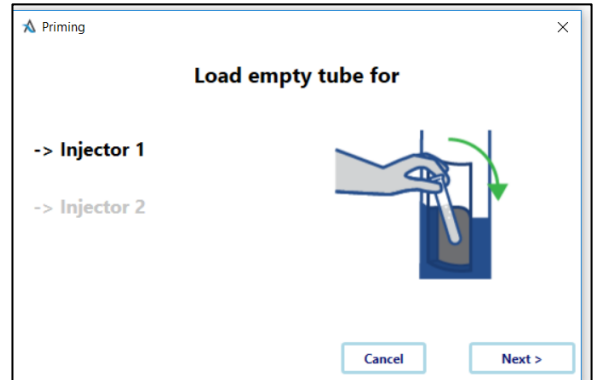 Priming
Load empty tube for
-> Injector 1
-> Injector 2
Cancel
Next >